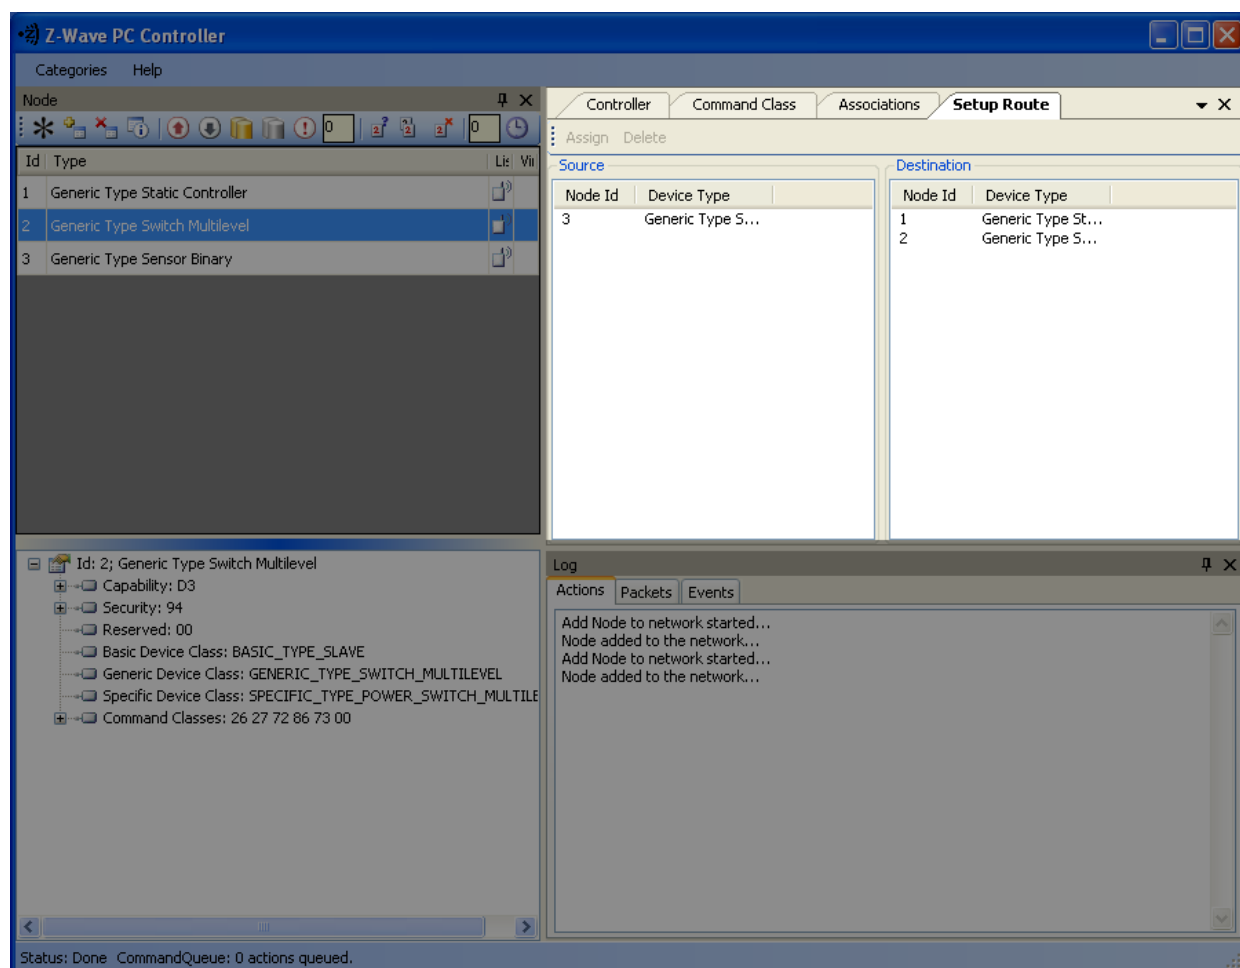 Z-Wave PC Controller
Categories Help
Node
0 2? 2 2 0
Id Type Lis Vir
1 Generic Type Static Controller
2 Generic Type Switch Multilevel
3 Generic Type Sensor Binary
Controller Command Class Associations Setup Route
Assign Delete
Source
Node Id Device Type
3 Generic Type S...
Destination
Node Id Device Type
1 Generic Type St...
2 Generic Type S...
Id: 2; Generic Type Switch Multilevel
Capability: D3
Security: 94
Reserved: 00
Basic Device Class: BASIC_TYPE_SLAVE
Generic Device Class: GENERIC_TYPE_SWITCH_MULTILEVEL
Specific Device Class: SPECIFIC_TYPE_POWER_SWITCH_MULTILE
Command Classes: 26 27 72 86 73 00
Log
Actions Packets Events
Add Node to network started...
Node added to the network...
Add Node to network started...
Node added to the network...
Status: Done CommandQueue: 0 actions queued.